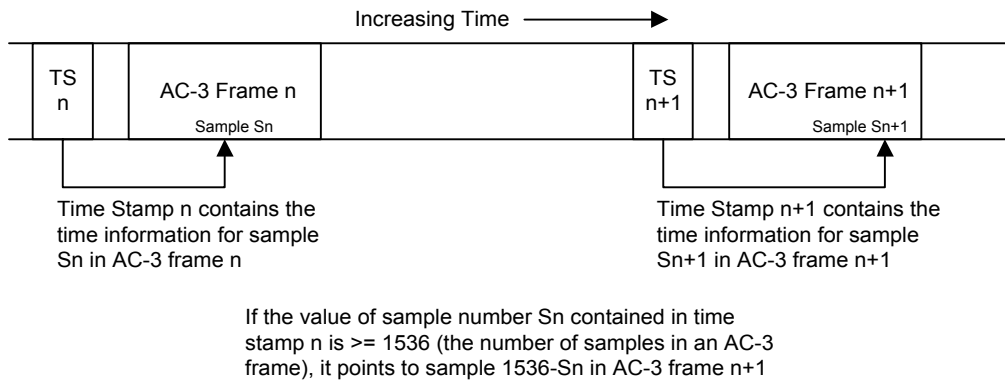 Increasing Time
TS
n
AC-3 Frame n
Sample Sn
TS
n+1
AC-3 Frame n+1
Sample Sn+1
Time Stamp n contains the
time information for sample
Sn in AC-3 frame n
Time Stamp n+1 contains the
time information for sample
Sn+1 in AC-3 frame n+1
If the value of sample number Sn contained in time
stamp n is >= 1536 (the number of samples in an AC-3
frame), it points to sample 1536-Sn in AC-3 frame n+1